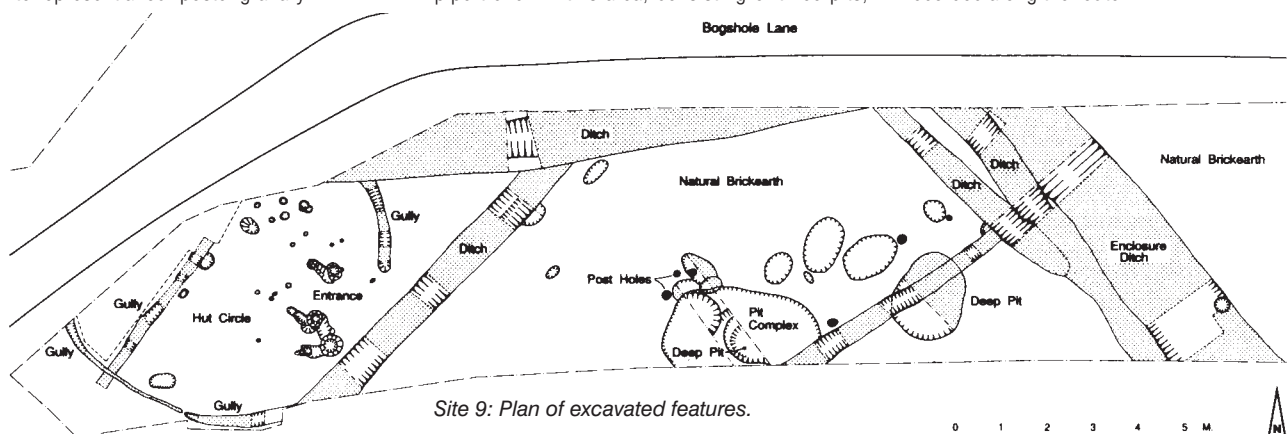 Bogshole Lane
Ditch
Natural Brickearth
Natural Brickearth
Ditch
Ditch
Gully
Ditch
Enclosure
Ditch
Post Holes
Entrance
Gully
Hut Circle
Pit
Complex
Deep Pit
Deep Pit
Gully
Gully
Site 9: Plan of excavated features.
0 1 2 3 4 5 M.
N